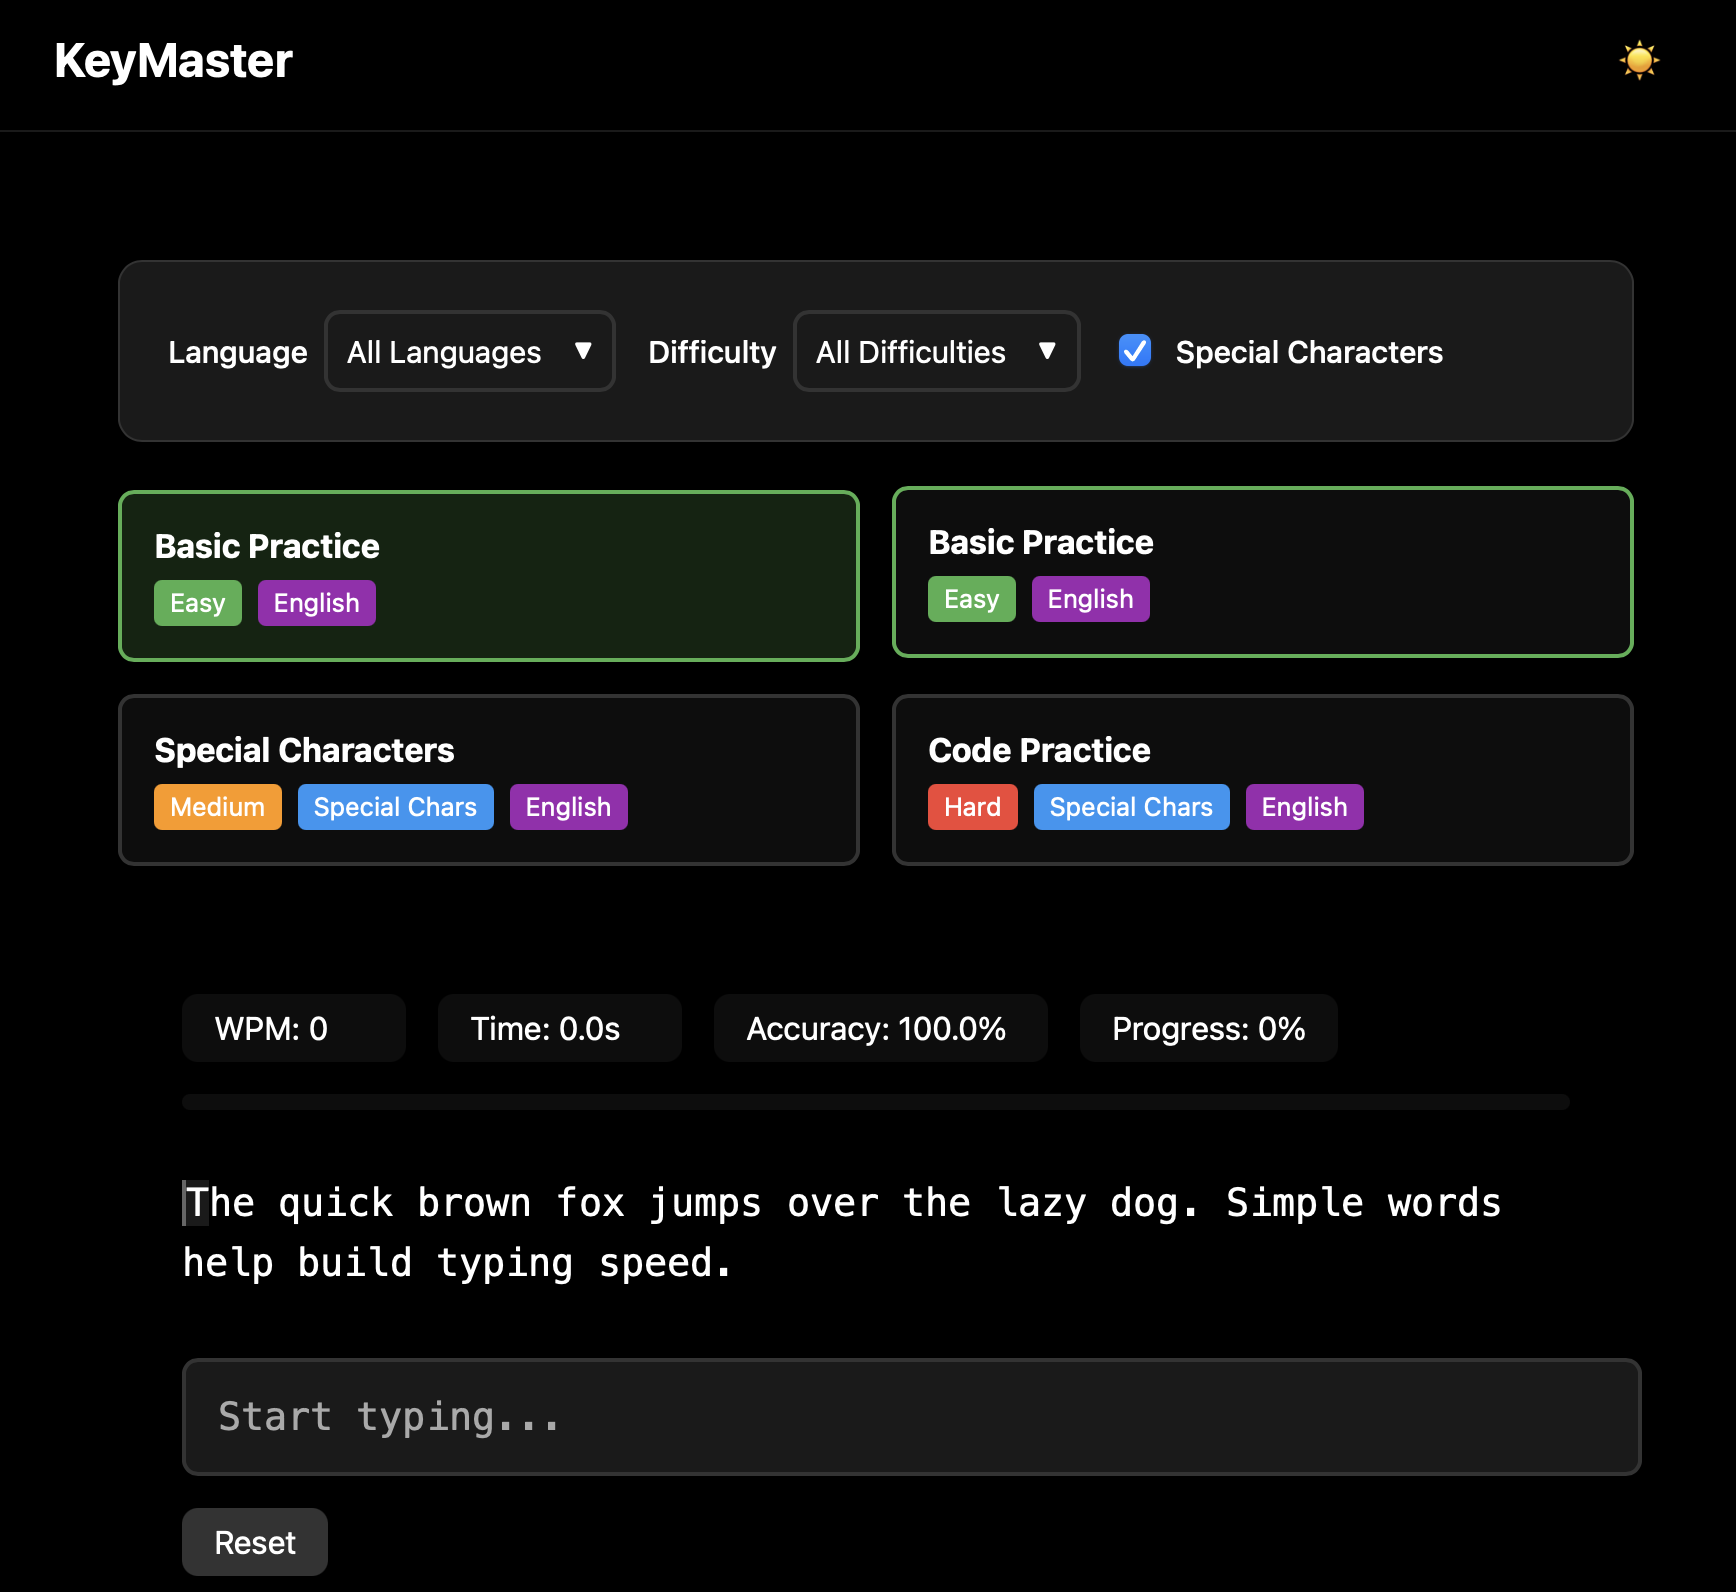 KeyMaster
Language All Languages ▼ Difficulty All Difficulties ▼ Special Characters
Basic Practice
Easy English
Basic Practice
Easy English
Special Characters
Medium Special Chars English
Code Practice
Hard Special Chars English
WPM: 0 Time: 0.0s Accuracy: 100.0% Progress: 0%
The quick brown fox jumps over the lazy dog. Simple words
help build typing speed.
Start typing...
Reset